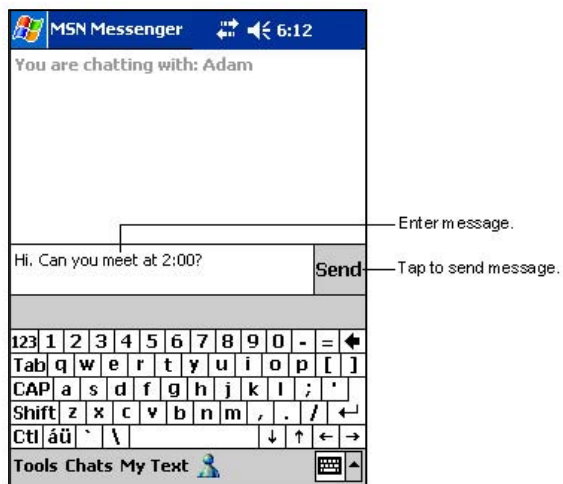 MSN Messenger 6:12
You are chatting with: Adam
Enter message.
Hi. Can you meet at 2:00?
Send
Tap to send message.
123 1 2 3 4 5 6 7 8 9 0 - =
Tab q w e r t y u i o p [ ]
CAP a s d f g h j k l ; '
Shift z x c v b n m , . /
Ctl áü ` \
Tools Chats My Text